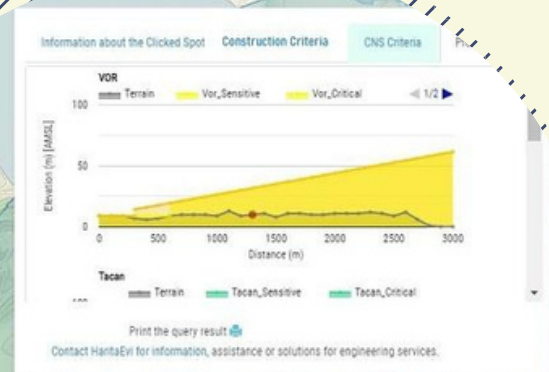 Information about the Clicked Spot Construction Criteria CNS Criteria
VOR
Terrain Vor_Sensitive Vor_Critical 1/2
100
50
0
Elevation (m) [AMSL]
0 500 1000 1500 2000 2500 3000
Distance (m)
Tacan
Terrain Tacan_Sensitive Tacan_Critical
Print the query result
Contact HaritaEvi for information, assistance or solutions for engineering services.